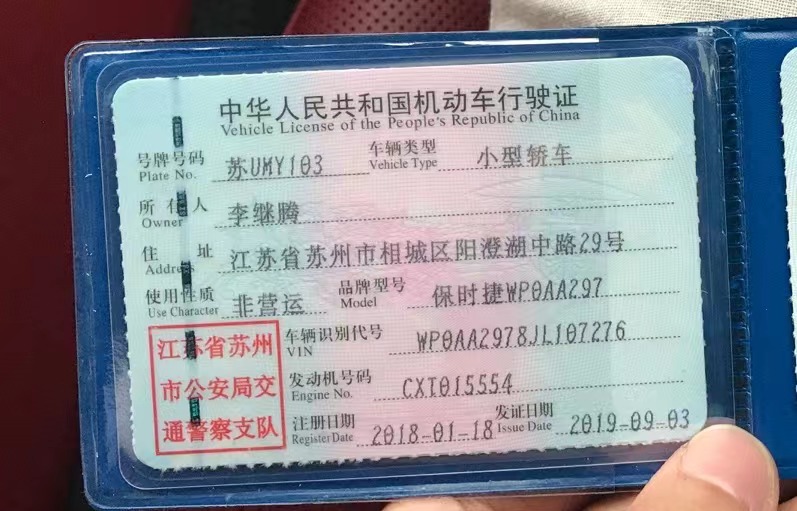 中华人民共和国机动车行驶证
Vehicle License of the People's Republic of China
号牌号码 苏UMY103 车辆类型 小型轿车
Plate No. Vehicle Type
所有人 李继腾
Owner
住址 江苏省苏州市相城区阳澄湖中路29号
Address
使用性质 非营运 品牌型号 保时捷WP0AA297
Use Character Model
江苏省苏州
市公安局交
通警察支队
车辆识别代号 WP0AA2978JL107276
VIN
发动机号码 CXT015554
Engine No.
注册日期 2018-01-18 发证日期 2019-09-03
Register Date Issue Date